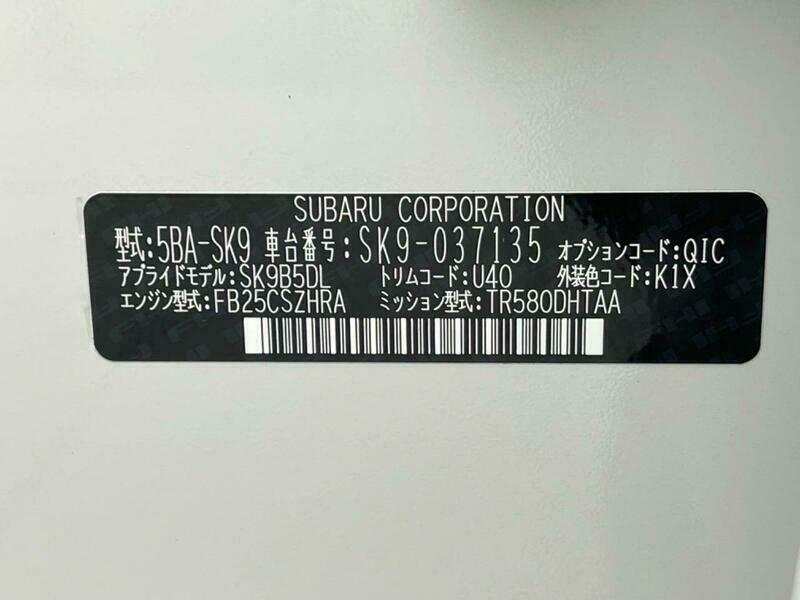 SUBARU CORPORATION
型式:5BA-SK9 車台番号:SK9-037135 オプションコード:QIC
アプライドモデル:SK9B5DL トリムコード:U40 外装色コード:K1X
エンジン型式:FB25CSZHRA ミッション型式:TR580DHTAA